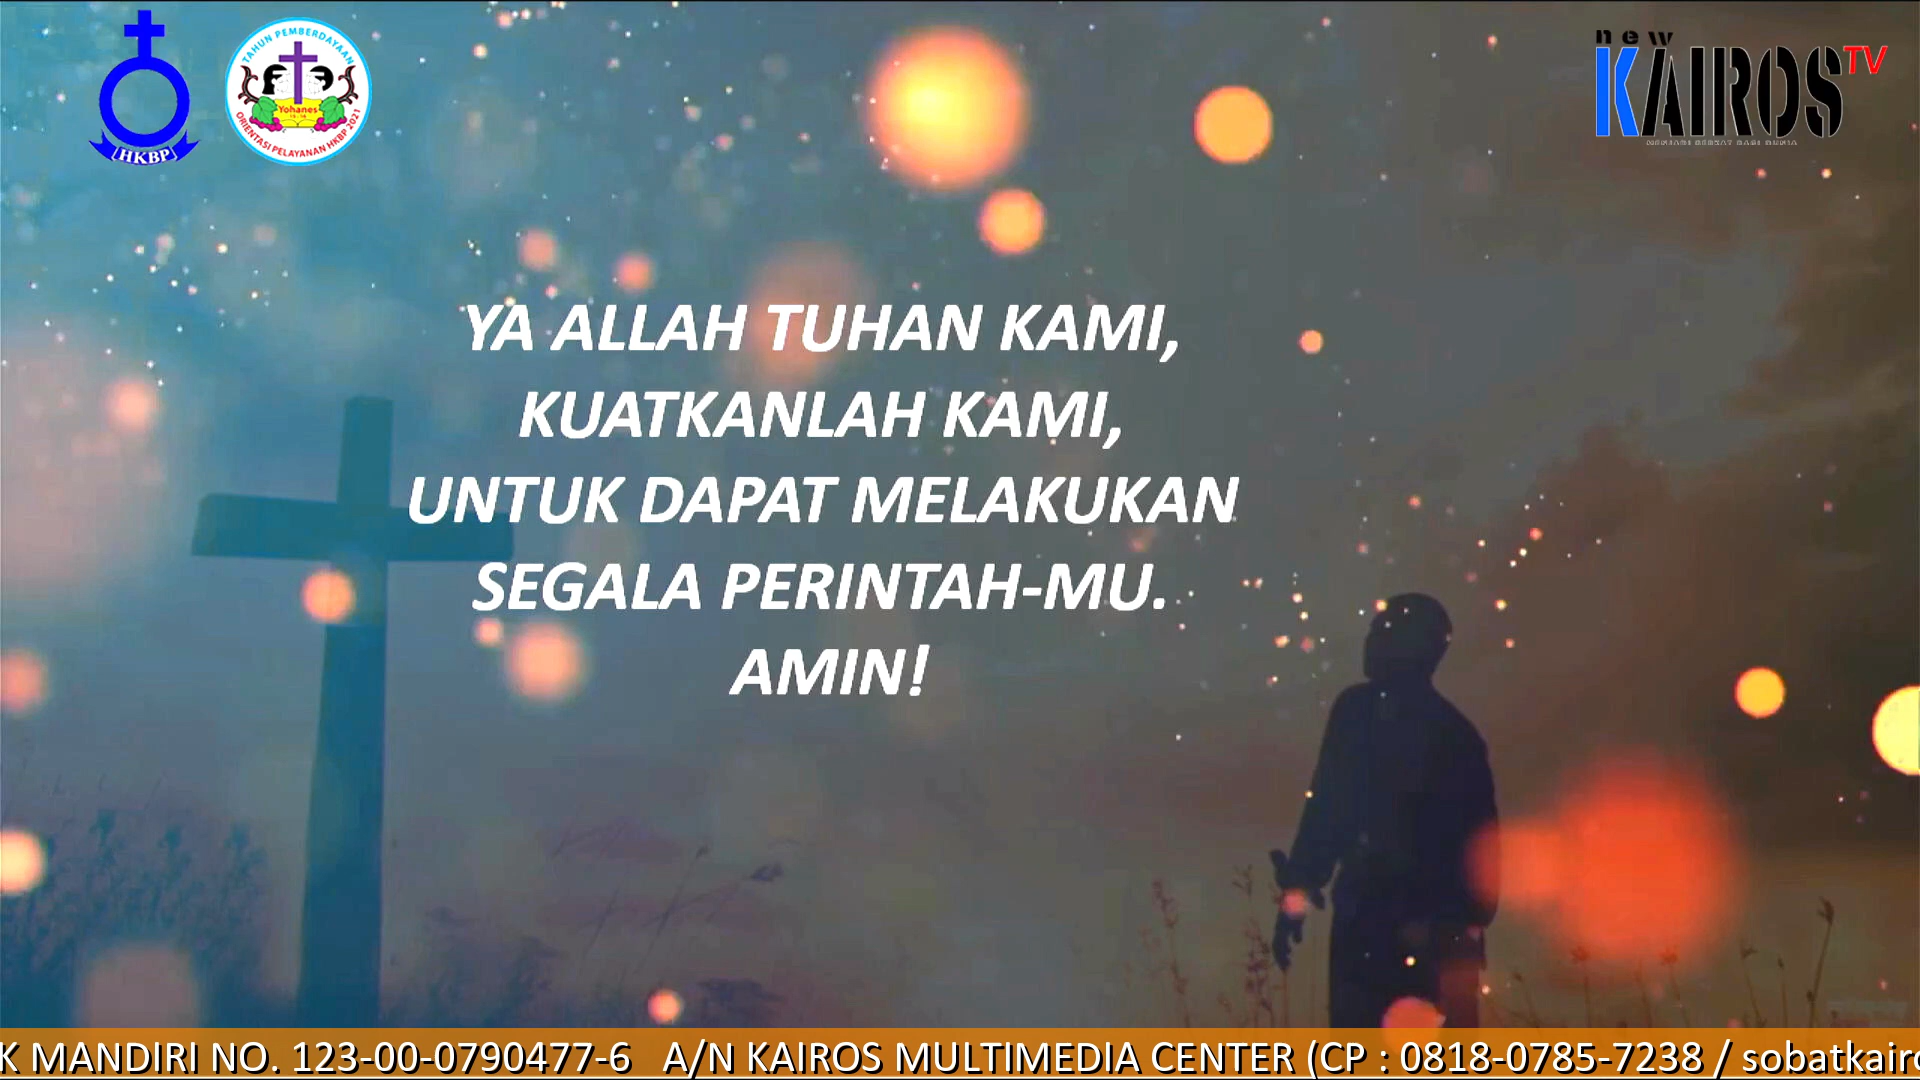 HKBP
TAHUN PEMBERDAYAAN
Yohanes
ORIENTASI PELAYANAN HKBP 2021
new
KAIROS TV
YA ALLAH TUHAN KAMI,
KUATKANLAH KAMI,
UNTUK DAPAT MELAKUKAN
SEGALA PERINTAH-MU.
AMIN!
K MANDIRI NO. 123-00-0790477-6 A/N KAIROS MULTIMEDIA CENTER (CP : 0818-0785-7238 / sobatkairo